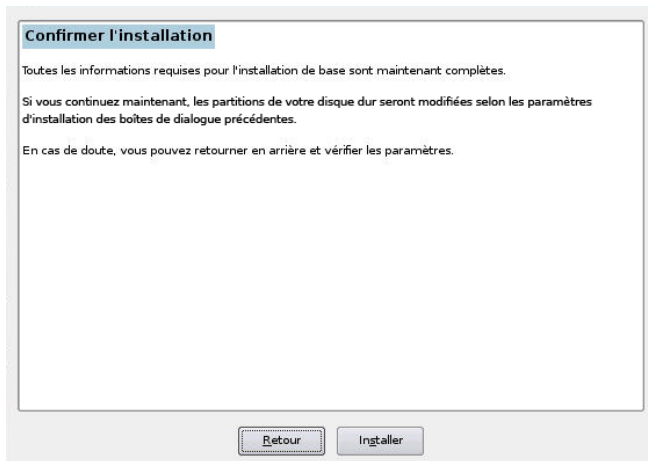 Confirmer l'installation
Toutes les informations requises pour l'installation de base sont maintenant complètes.
Si vous continuez maintenant, les partitions de votre disque dur seront modifiées selon les paramètres
d'installation des boîtes de dialogue précédentes.
En cas de doute, vous pouvez retourner en arrière et vérifier les paramètres.
Retour
Installer